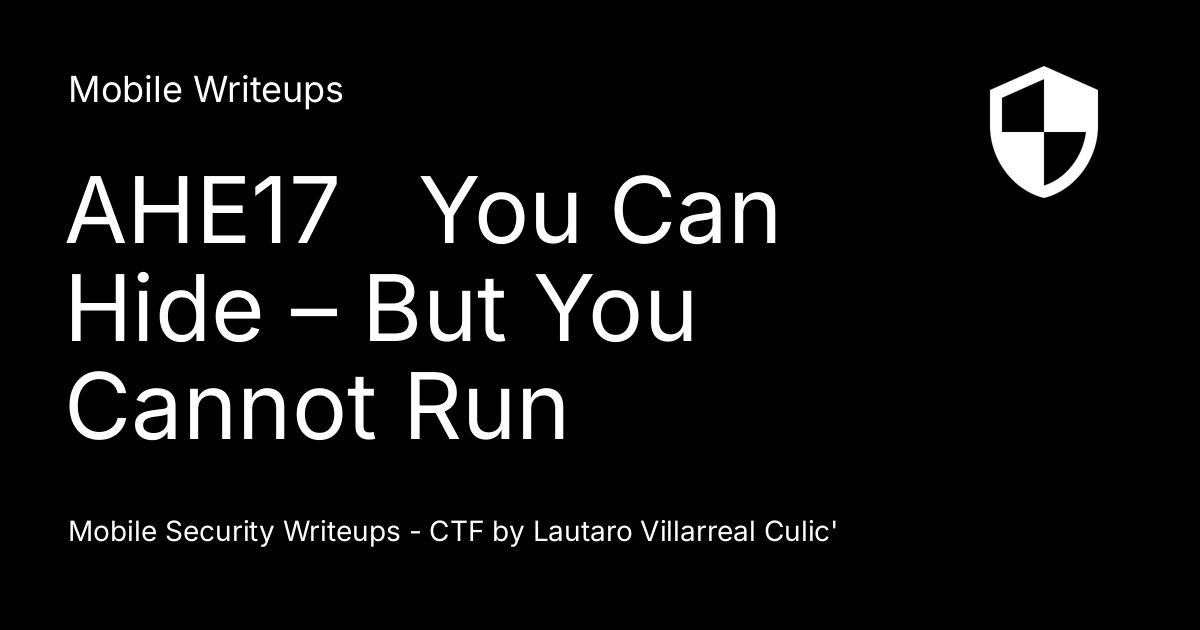 Mobile Writeups
AHE17   You Can
Hide – But You
Cannot Run
Mobile Security Writeups - CTF by Lautaro Villarreal Culic'